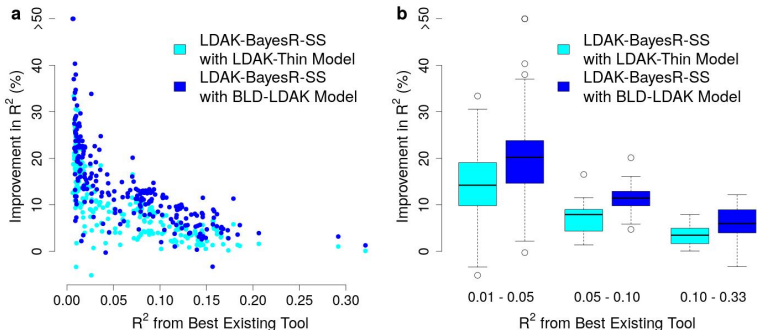 a
LDAK-BayesR-SS
with LDAK-Thin Model
LDAK-BayesR-SS
with BLD-LDAK Model
Improvement in R² (%)
>50
40
30
20
10
0
0.00 0.05 0.10 0.15 0.20 0.25 0.30
R² from Best Existing Tool
b
LDAK-BayesR-SS
with LDAK-Thin Model
LDAK-BayesR-SS
with BLD-LDAK Model
Improvement in R² (%)
>50
40
30
20
10
0
0.01 - 0.05 0.05 - 0.10 0.10 - 0.33
R² from Best Existing Tool